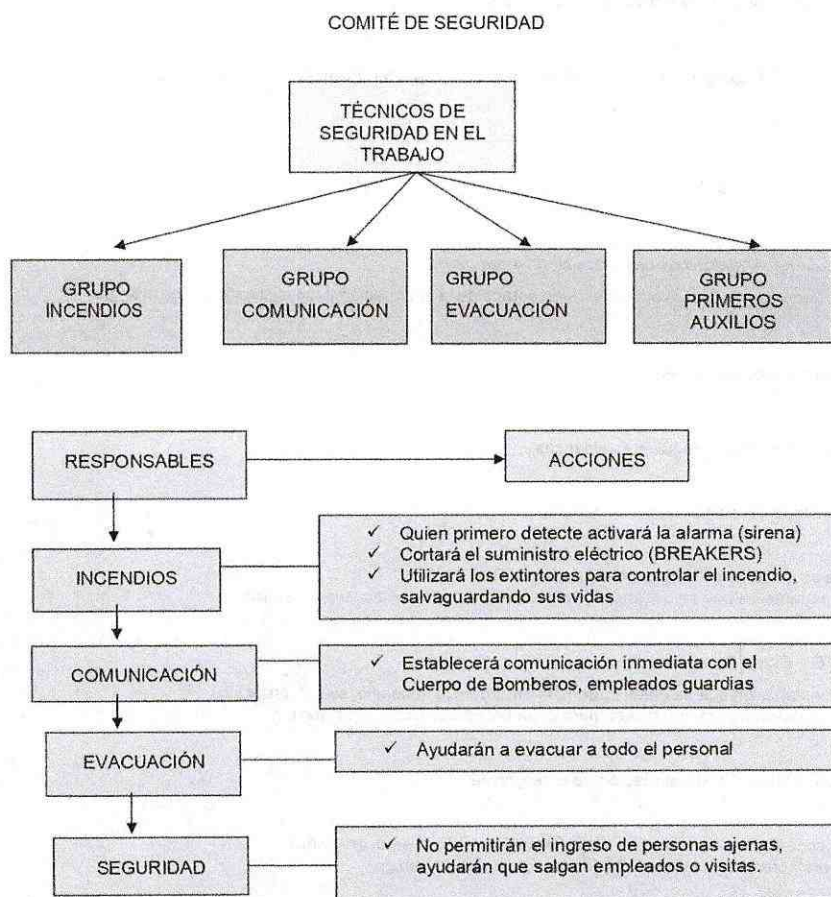 COMITÉ DE SEGURIDAD
TÉCNICOS DE
SEGURIDAD EN EL
TRABAJO
GRUPO
INCENDIOS
GRUPO
COMUNICACIÓN
GRUPO
EVACUACIÓN
GRUPO
PRIMEROS
AUXILIOS
RESPONSABLES
ACCIONES
INCENDIOS
✓ Quien primero detecte activará la alarma (sirena)
✓ Cortará el suministro eléctrico (BREAKERS)
✓ Utilizará los extintores para controlar el incendio,
salvaguardando sus vidas
COMUNICACIÓN
✓ Establecerá comunicación inmediata con el
Cuerpo de Bomberos, empleados guardias
EVACUACIÓN
✓ Ayudarán a evacuar a todo el personal
SEGURIDAD
✓ No permitirán el ingreso de personas ajenas,
ayudarán que salgan empleados o visitas.